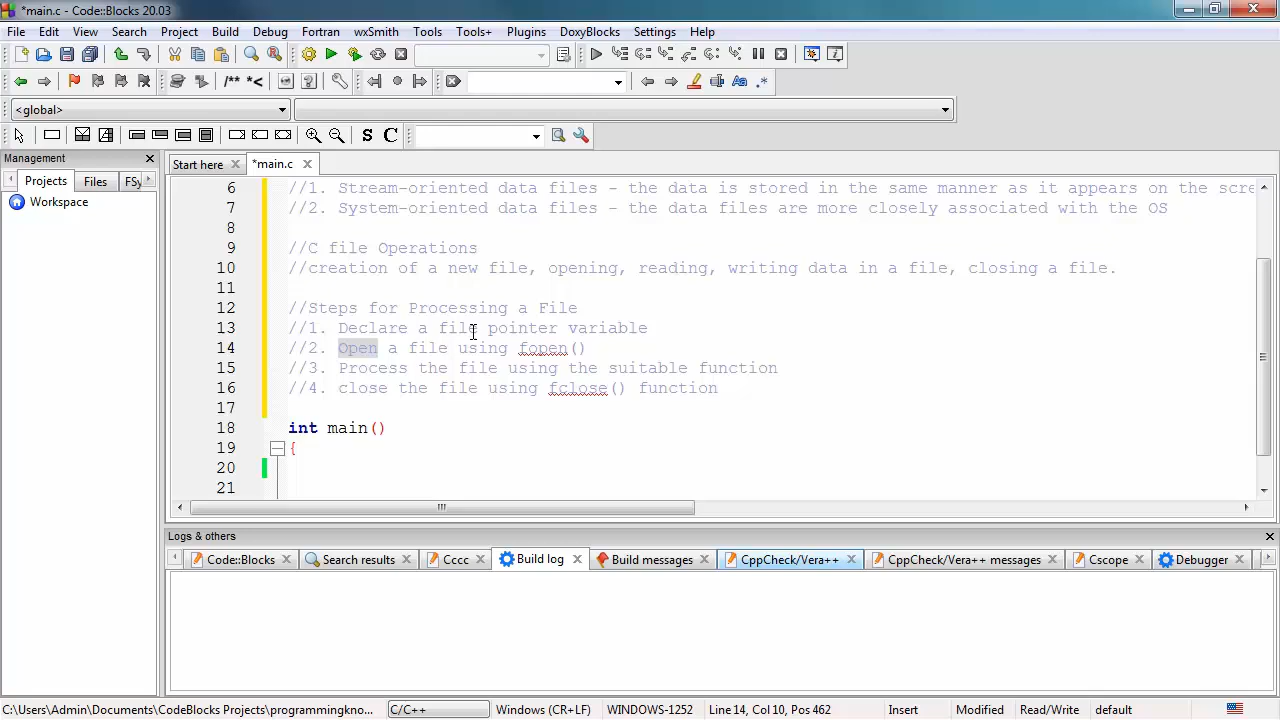 *main.c - Code::Blocks 20.03
File Edit View Search Project Build Debug Fortran wxSmith Tools Tools+ Plugins DoxyBlocks Settings Help
/** *<
<global>
S C
Management
Start here *main.c
Projects Files FSy
Workspace
6 //1. Stream-oriented data files - the data is stored in the same manner as it appears on the scre
7 //2. System-oriented data files - the data files are more closely associated with the OS
8
9 //C file Operations
10 //creation of a new file, opening, reading, writing data in a file, closing a file.
11
12 //Steps for Processing a File
13 //1. Declare a file pointer variable
14 //2. Open a file using fopen()
15 //3. Process the file using the suitable function
16 //4. close the file using fclose() function
17
18 int main()
19 {
20
21
Logs & others
Code::Blocks Search results Cccc Build log Build messages CppCheck/Vera++ CppCheck/Vera++ messages Cscope Debugger
C:\Users\Admin\Documents\CodeBlocks Projects\programmingkno... C/C++ Windows (CR+LF) WINDOWS-1252 Line 14, Col 10, Pos 462 Insert Modified Read/Write default